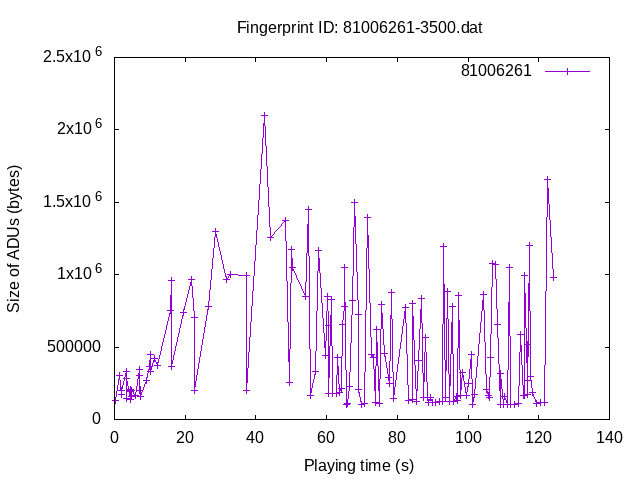 Fingerprint ID: 81006261-3500.dat
2.5x10^6
81006261
2x10^6
1.5x10^6
1x10^6
500000
0
Size of ADUs (bytes)
0 20 40 60 80 100 120 140
Playing time (s)